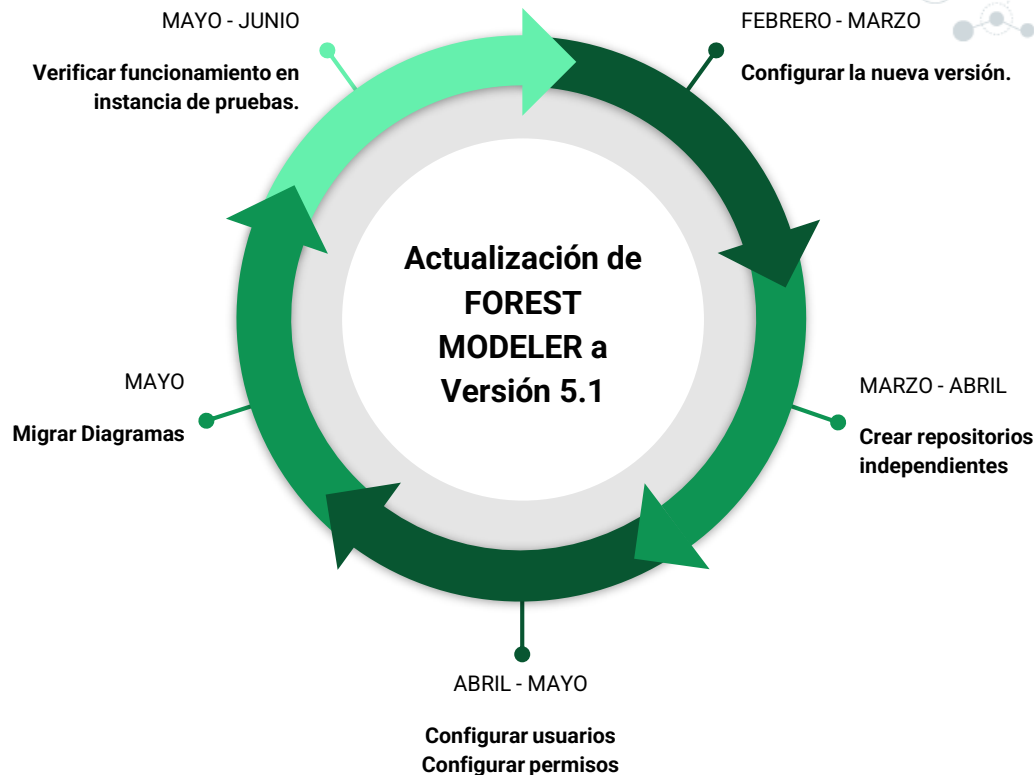 MAYO - JUNIO
Verificar funcionamiento en
instancia de pruebas.
FEBRERO - MARZO
Configurar la nueva versión.
Actualización de
FOREST
MODELER a
Versión 5.1
MAYO
Migrar Diagramas
MARZO - ABRIL
Crear repositorios
independientes
ABRIL - MAYO
Configurar usuarios
Configurar permisos